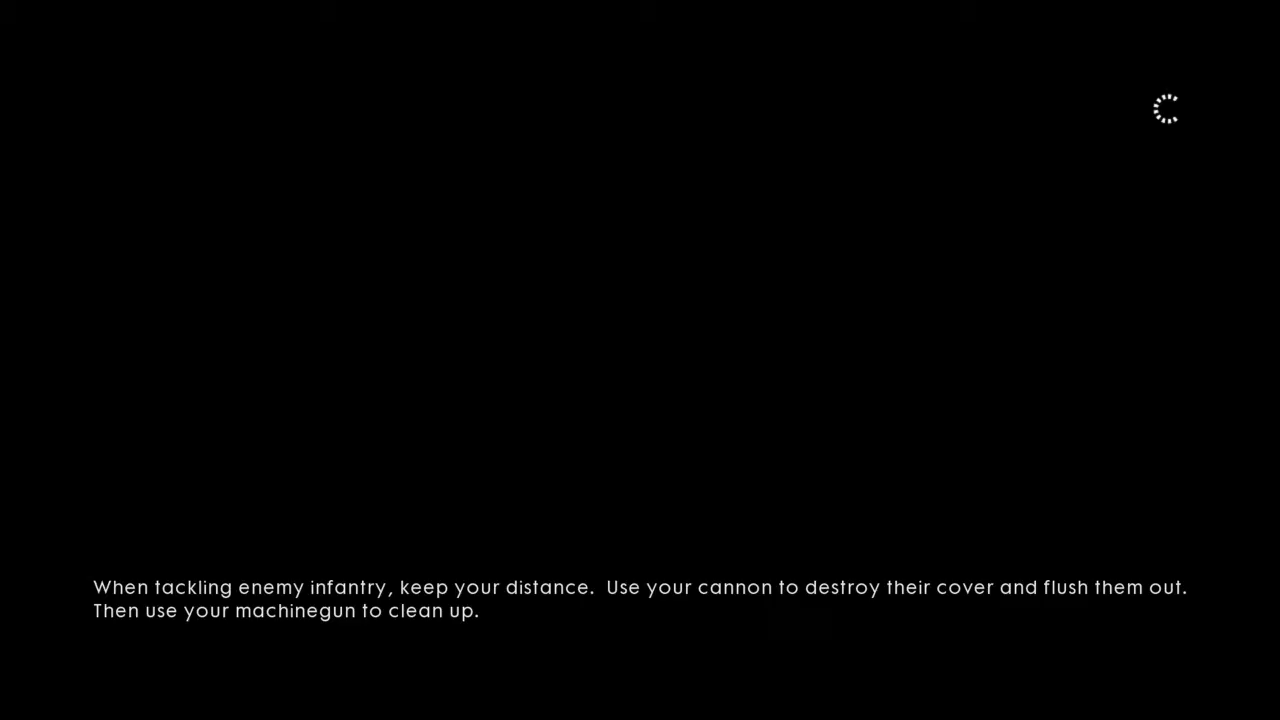 When tackling enemy infantry, keep your distance.  Use your cannon to destroy their cover and flush them out.
Then use your machinegun to clean up.